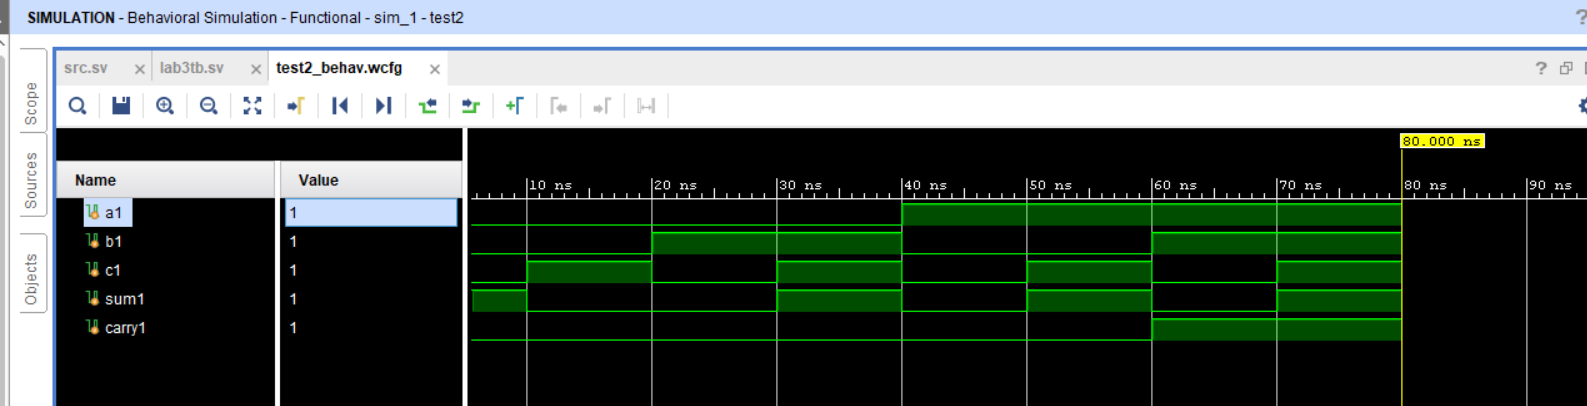 SIMULATION - Behavioral Simulation - Functional - sim_1 - test2
?
Scope
Sources
Objects
src.sv × lab3tb.sv × test2_behav.wcfg ×
?
80.000 ns
Name Value
10 ns 20 ns 30 ns 40 ns 50 ns 60 ns 70 ns 80 ns 90 ns
a1 1
b1 1
c1 1
sum1 1
carry1 1